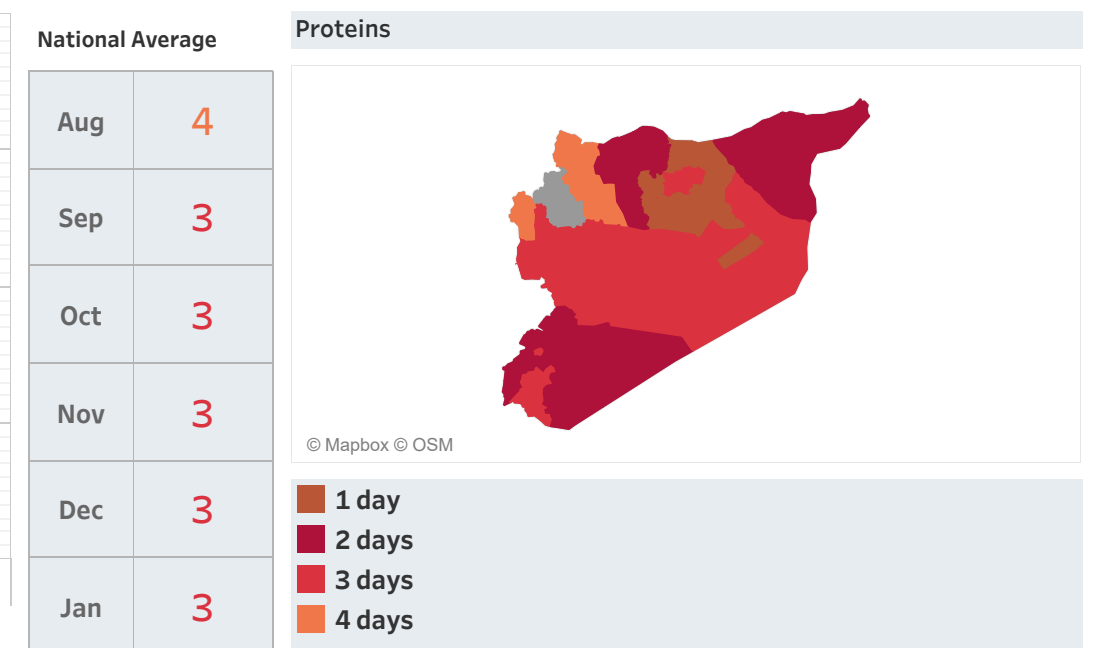 National Average
Aug 4
Sep 3
Oct 3
Nov 3
Dec 3
Jan 3
Proteins
© Mapbox © OSM
1 day
2 days
3 days
4 days